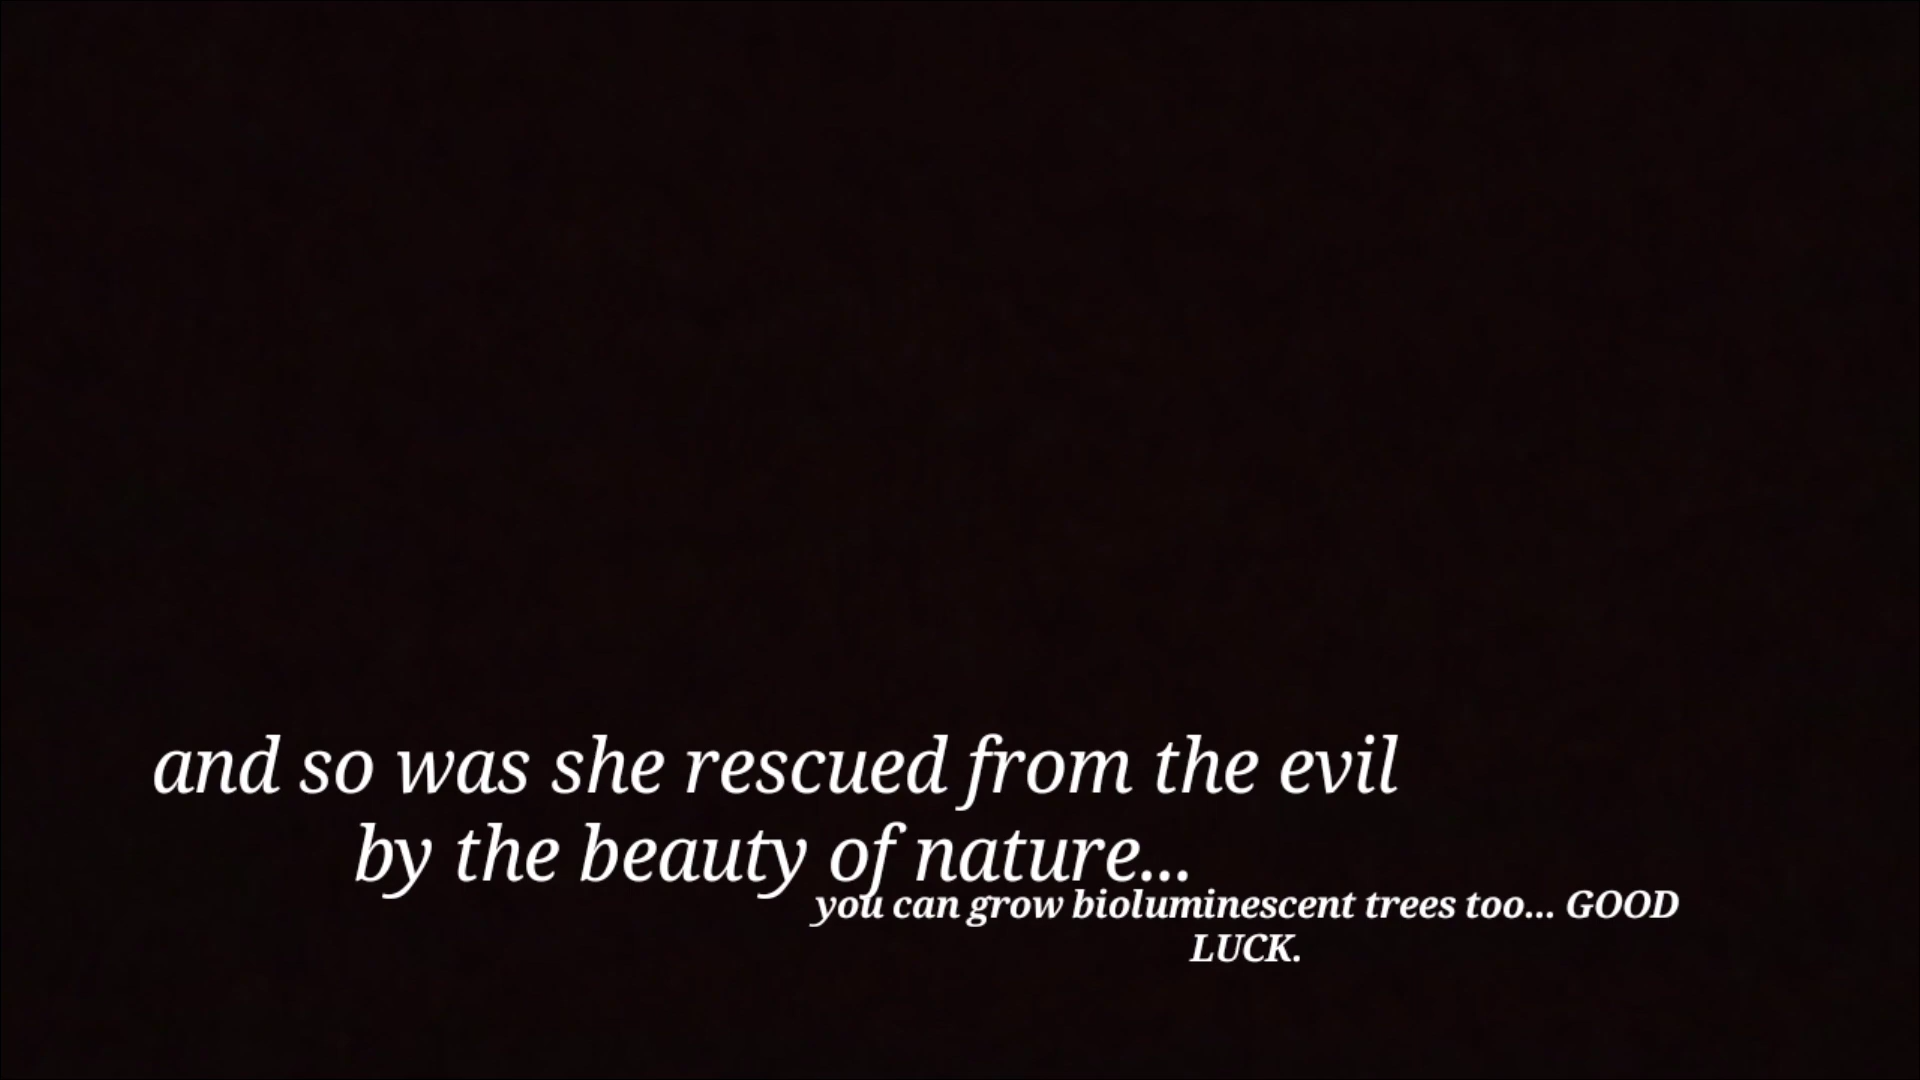 and so was she rescued from the evil
by the beauty of nature...
you can grow bioluminescent trees too... GOOD
LUCK.